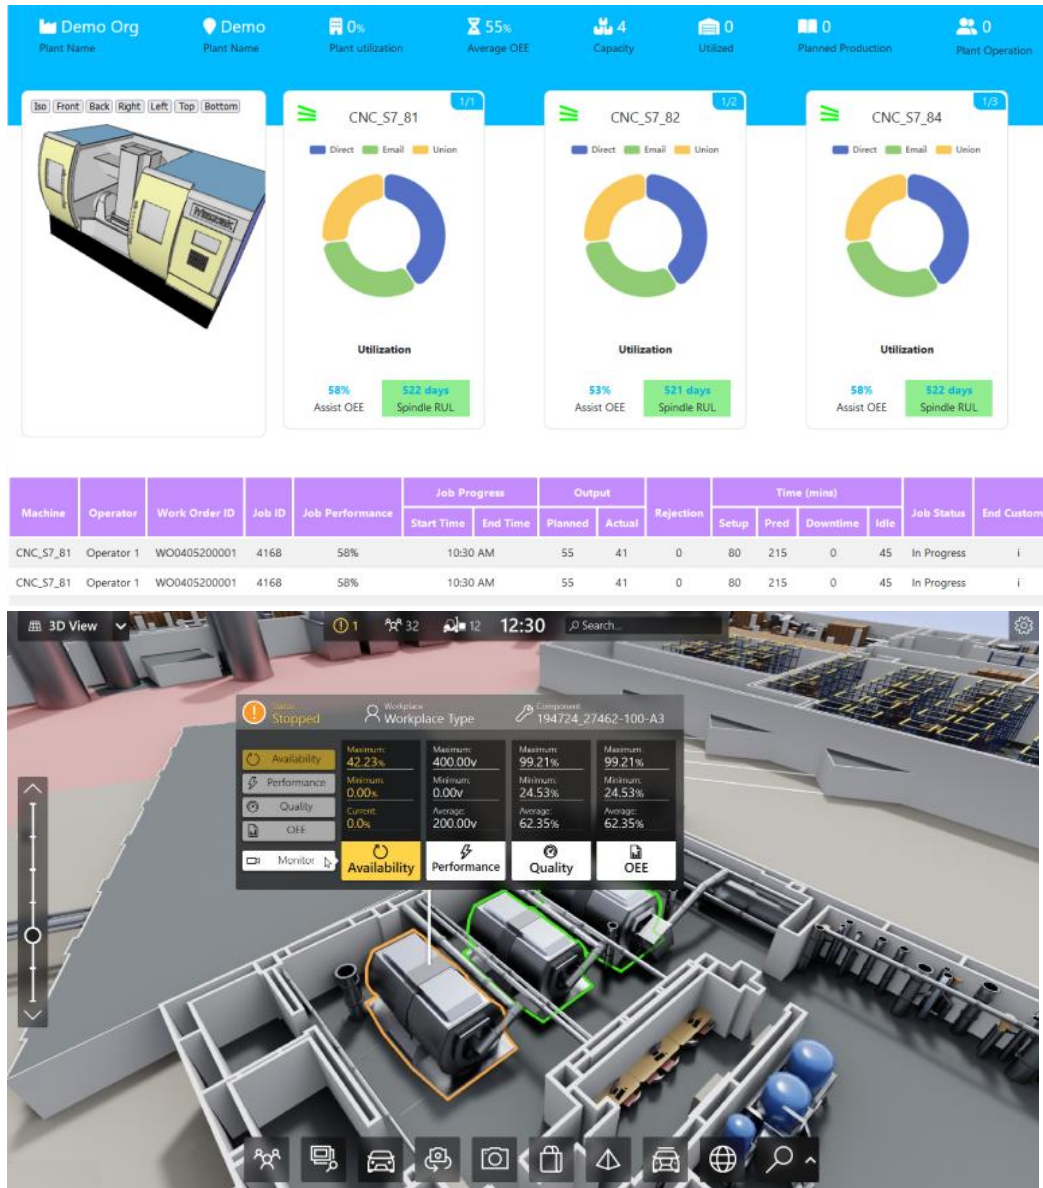 Demo Org Demo 0% 55% 4 0 0 0
Plant Name Plant Name Plant utilization Average OEE Capacity Utilized Planned Production Plant Operation
Iso Front Back Right Left Top Bottom
1/1
CNC_S7_81
Direct Email Union
Utilization
58% 522 days
Assist OEE Spindle RUL
1/2
CNC_S7_82
Direct Email Union
Utilization
53% 521 days
Assist OEE Spindle RUL
1/3
CNC_S7_84
Direct Email Union
Utilization
58% 522 days
Assist OEE Spindle RUL
Job Progress Output Time (mins)
Machine Operator Work Order ID Job ID Job Performance Rejection Job Status End Custom
Start Time End Time Planned Actual Setup Pred Downtime Idle
CNC_S7_81 Operator 1 WO0405200001 4168 58% 10:30 AM 55 41 0 80 215 0 45 In Progress i
CNC_S7_81 Operator 1 WO0405200001 4168 58% 10:30 AM 55 41 0 80 215 0 45 In Progress i
3D View 1 32 12 12:30 Search...
Status Workplace Component
Stopped Workplace Type 194724_27462-100-A3
Availability
Performance
Quality
OEE
Monitor
Maximum: Maximum: Maximum: Maximum:
42.23% 400.00v 99.21% 99.21%
Minimum: Minimum: Minimum: Minimum:
0.00% 0.00v 24.53% 24.53%
Current: Average: Average: Average:
0.0% 200.00v 62.35% 62.35%
Availability Performance Quality OEE